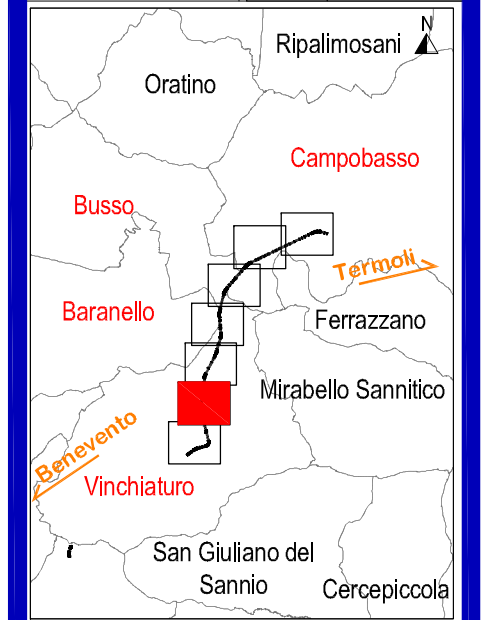 N
Ripalimosani
Oratino
Campobasso
Busso
Termoli
Baranello
Ferrazzano
Mirabello Sannitico
Benevento
Vinchiaturo
San Giuliano del
Sannio
Cercepiccola